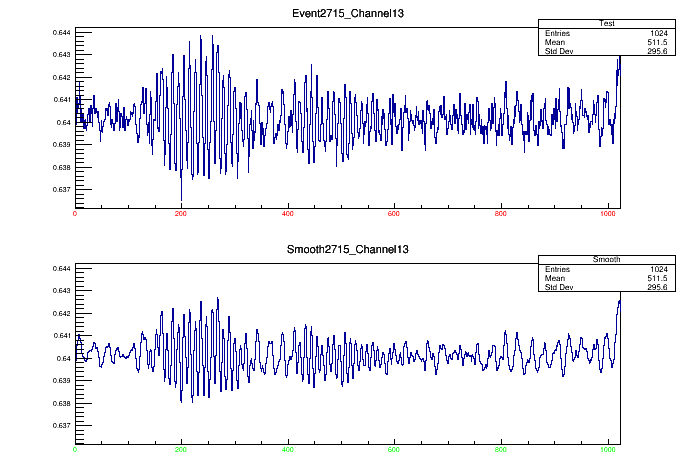 Event2715_Channel13
Test
Entries 1024
Mean 511.5
Std Dev 295.6
0.644
0.643
0.642
0.641
0.64
0.639
0.638
0.637
0 200 400 600 800 1000
Smooth2715_Channel13
Smooth
Entries 1024
Mean 511.5
Std Dev 295.6
0.644
0.643
0.642
0.641
0.64
0.639
0.638
0.637
0 200 400 600 800 1000